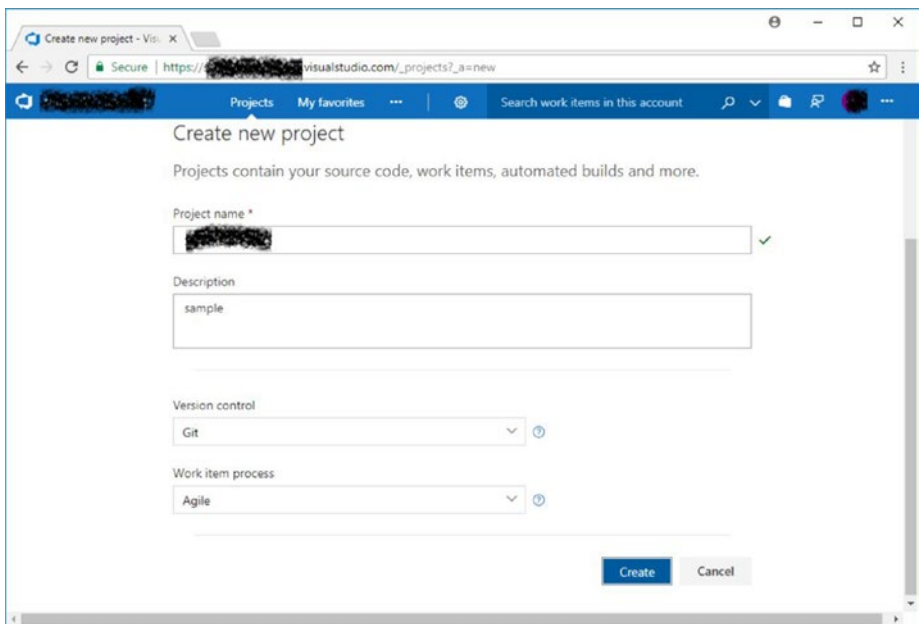 Create new project - Vis
Secure | https:// visualstudio.com/_projects?_a=new
Projects My favorites ··· Search work items in this account ···
Create new project
Projects contain your source code, work items, automated builds and more.
Project name *
Description
sample
Version control
Git
Work item process
Agile
Create Cancel